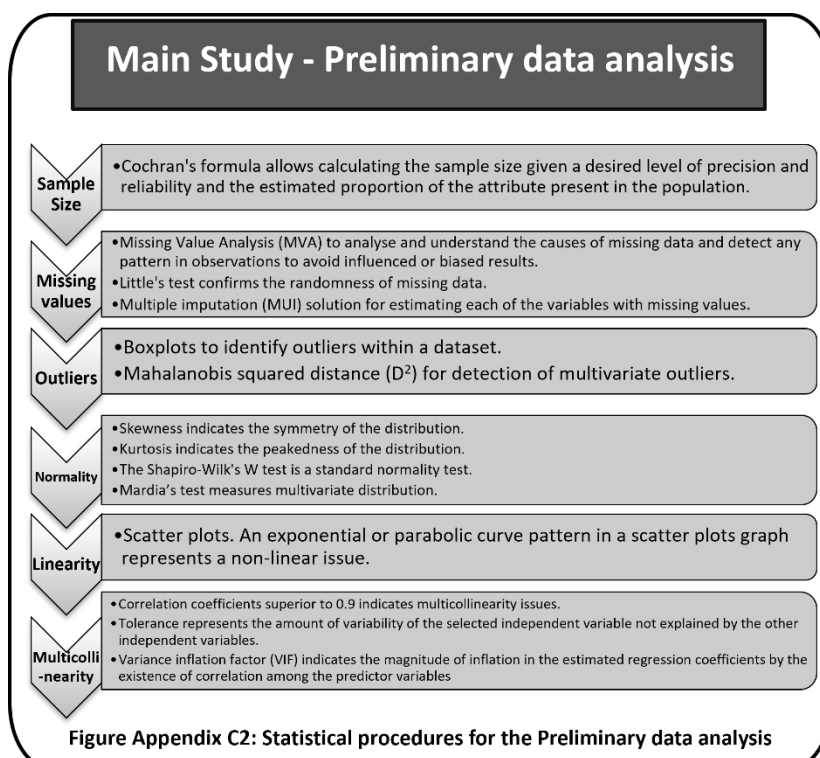 Main Study - Preliminary data analysis
Sample
Size
•Cochran's formula allows calculating the sample size given a desired level of precision and
reliability and the estimated proportion of the attribute present in the population.
Missing
values
•Missing Value Analysis (MVA) to analyse and understand the causes of missing data and detect any
pattern in observations to avoid influenced or biased results.
•Little's test confirms the randomness of missing data.
•Multiple imputation (MUI) solution for estimating each of the variables with missing values.
Outliers
•Boxplots to identify outliers within a dataset.
•Mahalanobis squared distance (D²) for detection of multivariate outliers.
Normality
•Skewness indicates the symmetry of the distribution.
•Kurtosis indicates the peakedness of the distribution.
•The Shapiro-Wilk's W test is a standard normality test.
•Mardia's test measures multivariate distribution.
Linearity
•Scatter plots. An exponential or parabolic curve pattern in a scatter plots graph
represents a non-linear issue.
Multicolli
-nearity
•Correlation coefficients superior to 0.9 indicates multicollinearity issues.
•Tolerance represents the amount of variability of the selected independent variable not explained by the other
independent variables.
•Variance inflation factor (VIF) indicates the magnitude of inflation in the estimated regression coefficients by the
existence of correlation among the predictor variables
Figure Appendix C2: Statistical procedures for the Preliminary data analysis